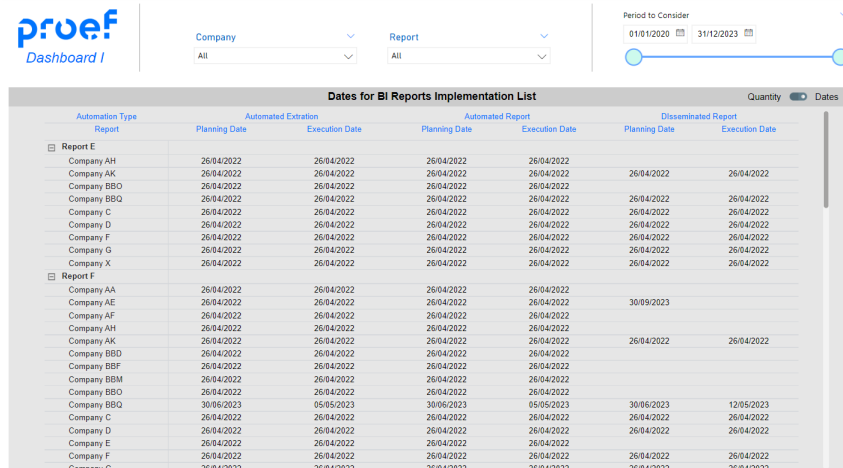 proef
Dashboard I
Company
All
Report
All
Period to Consider
01/01/2020 31/12/2023
Dates for BI Reports Implementation List
Quantity Dates
Automation Type Automated Extration Automated Report DIsseminated Report
Report Planning Date Execution Date Planning Date Execution Date Planning Date Execution Date
Report E
Company AH 26/04/2022 26/04/2022 26/04/2022 26/04/2022
Company AK 26/04/2022 26/04/2022 26/04/2022 26/04/2022 26/04/2022 26/04/2022
Company BBO 26/04/2022 26/04/2022 26/04/2022 26/04/2022
Company BBQ 26/04/2022 26/04/2022 26/04/2022 26/04/2022 26/04/2022 26/04/2022
Company C 26/04/2022 26/04/2022 26/04/2022 26/04/2022 26/04/2022 26/04/2022
Company D 26/04/2022 26/04/2022 26/04/2022 26/04/2022 26/04/2022 26/04/2022
Company F 26/04/2022 26/04/2022 26/04/2022 26/04/2022 26/04/2022 26/04/2022
Company G 26/04/2022 26/04/2022 26/04/2022 26/04/2022 26/04/2022 26/04/2022
Company X 26/04/2022 26/04/2022 26/04/2022 26/04/2022 26/04/2022 26/04/2022
Report F
Company AA 26/04/2022 26/04/2022 26/04/2022 26/04/2022
Company AE 26/04/2022 26/04/2022 26/04/2022 26/04/2022 30/09/2023
Company AF 26/04/2022 26/04/2022 26/04/2022 26/04/2022
Company AH 26/04/2022 26/04/2022 26/04/2022 26/04/2022
Company AK 26/04/2022 26/04/2022 26/04/2022 26/04/2022 26/04/2022 26/04/2022
Company BBD 26/04/2022 26/04/2022 26/04/2022 26/04/2022
Company BBF 26/04/2022 26/04/2022 26/04/2022 26/04/2022
Company BBM 26/04/2022 26/04/2022 26/04/2022 26/04/2022
Company BBO 26/04/2022 26/04/2022 26/04/2022 26/04/2022
Company BBQ 30/06/2023 05/05/2023 30/06/2023 05/05/2023 30/06/2023 12/05/2023
Company C 26/04/2022 26/04/2022 26/04/2022 26/04/2022 26/04/2022 26/04/2022
Company D 26/04/2022 26/04/2022 26/04/2022 26/04/2022 26/04/2022 26/04/2022
Company E 26/04/2022 26/04/2022 26/04/2022 26/04/2022
Company F 26/04/2022 26/04/2022 26/04/2022 26/04/2022 26/04/2022 26/04/2022